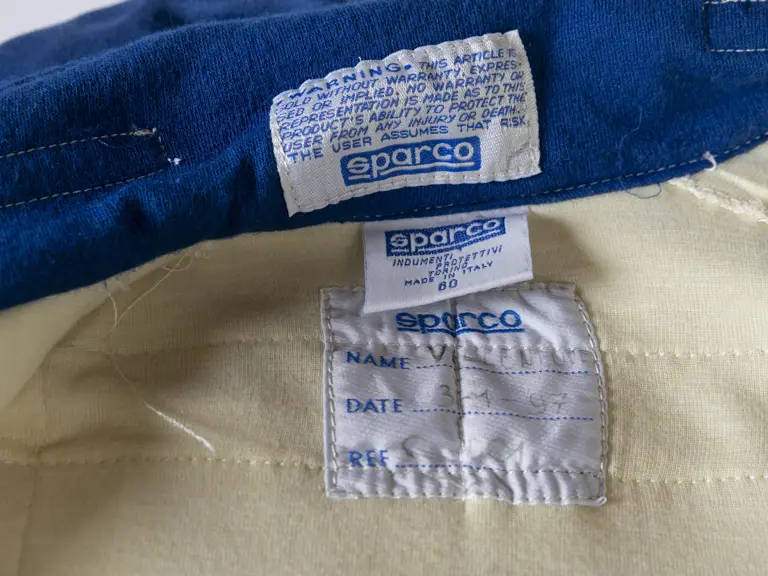 WARNING. THIS ARTICLE IS
SOLD WITHOUT WARRANTY, EXPRES-
SED OR IMPLIED. NO WARRANTY OR
REPRESENTATION IS MADE AS TO THIS
PRODUCT'S ABILITY TO PROTECT THE
USER FROM ANY INJURY OR DEATH.
THE USER ASSUMES THAT RISK.
sparco
sparco
INDUMENTI PROTETTIVI
TORINO
MADE IN ITALY
60
sparco
NAME
DATE
REF